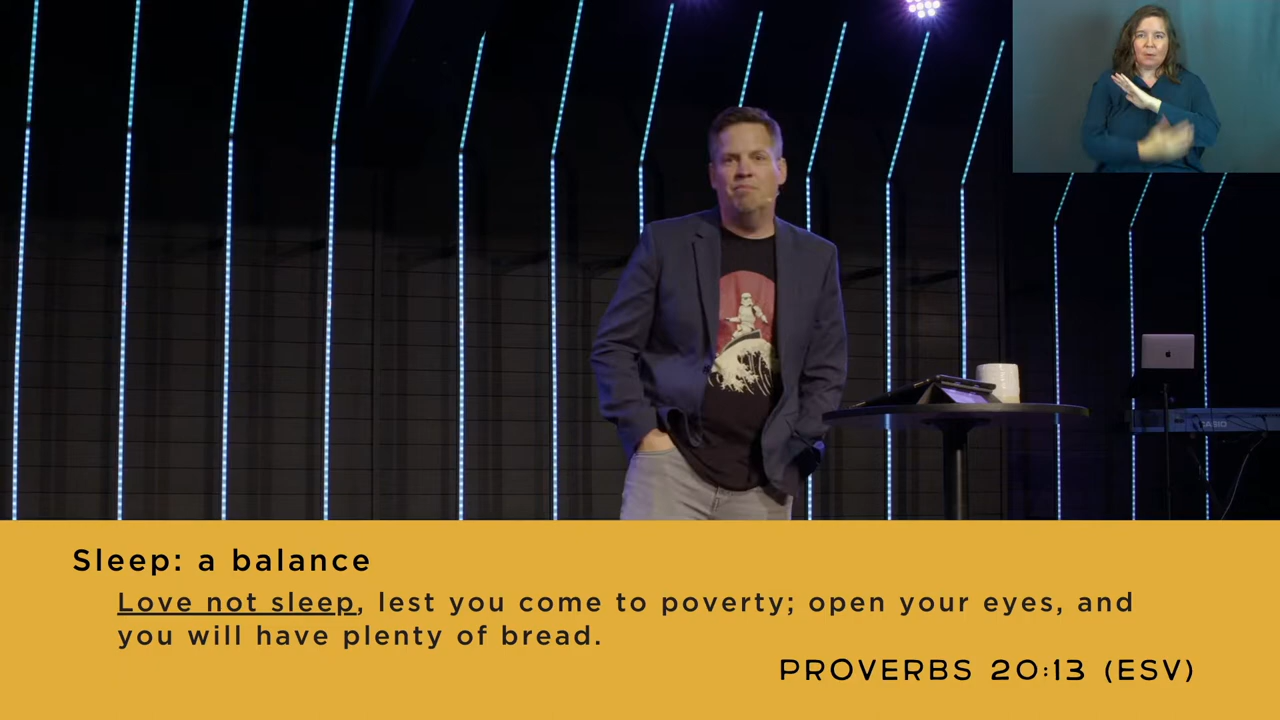 CASIO
Sleep: a balance
Love not sleep, lest you come to poverty; open your eyes, and
you will have plenty of bread.
PROVERBS 20:13 (ESV)